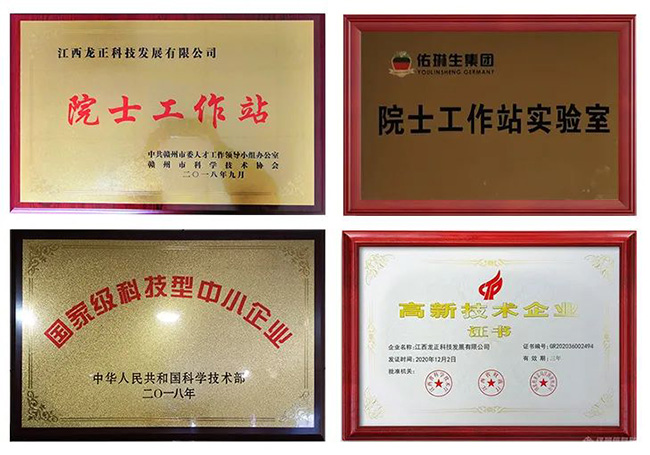 江西龙正科技发展有限公司
院士工作站
中共赣州市委人才工作领导小组办公室
赣州市科学技术协会
二〇一八年九月
佑琳生集团
YOULINSHENG GERMANY
院士工作站实验室
国家级科技型中小企业
中华人民共和国科学技术部
二〇一八年
高新技术企业
证书
企业名称:江西龙正科技发展有限公司
证书编号:GR202036002494
发证时间:2020年12月2日
有效期:三年
批准机关: